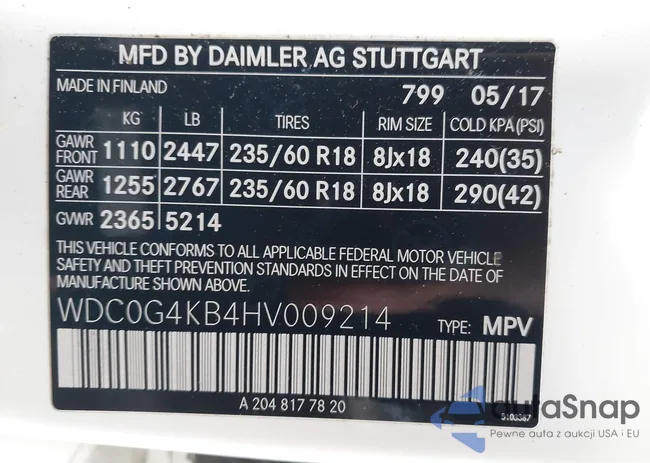 MFD BY DAIMLER AG STUTTGART
MADE IN FINLAND 799 05/17
KG LB TIRES RIM SIZE COLD KPA(PSI)
GAWR FRONT 1110 2447 235/60 R18 8Jx18 240(35)
GAWR REAR 1255 2767 235/60 R18 8Jx18 290(42)
GVWR 2365 5214
THIS VEHICLE CONFORMS TO ALL APPLICABLE FEDERAL MOTOR VEHICLE
SAFETY AND THEFT PREVENTION STANDARDS IN EFFECT ON THE DATE OF
MANUFACTURE SHOWN ABOVE.
WDC0G4KB4HV009214 TYPE: MPV
A 204 817 78 20
autaSnap
Pewne auta z aukcji USA i EU